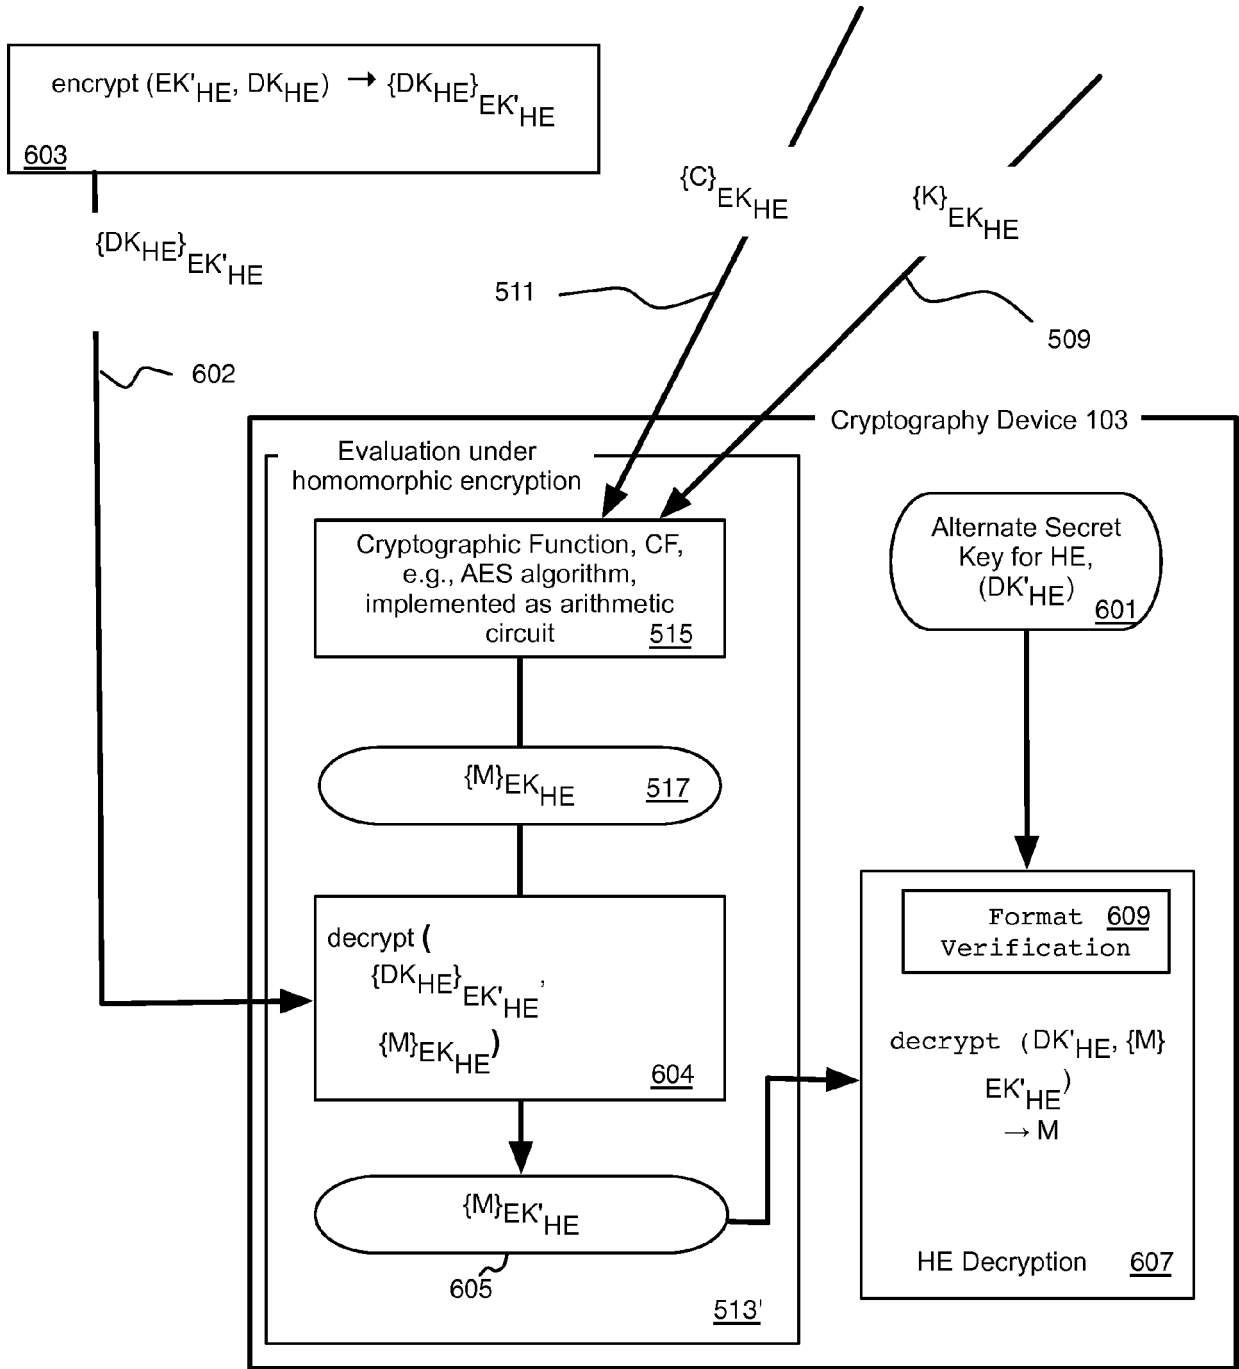 encrypt (EK'HE, DKHE) → {DKHE}EK'HE
603
{DKHE}EK'HE
602
{C}EKHE
{K}EKHE
511
509
Cryptography Device 103
Evaluation under
homomorphic encryption
Cryptographic Function, CF,
e.g., AES algorithm,
implemented as arithmetic
circuit 515
{M}EKHE 517
decrypt (
{DKHE}EK'HE,
{M}EKHE)
604
{M}EK'HE
605
513'
Alternate Secret
Key for HE,
(DK'HE)
601
Format 609
Verification
decrypt (DK'HE, {M}
EK'HE)
→ M
HE Decryption 607